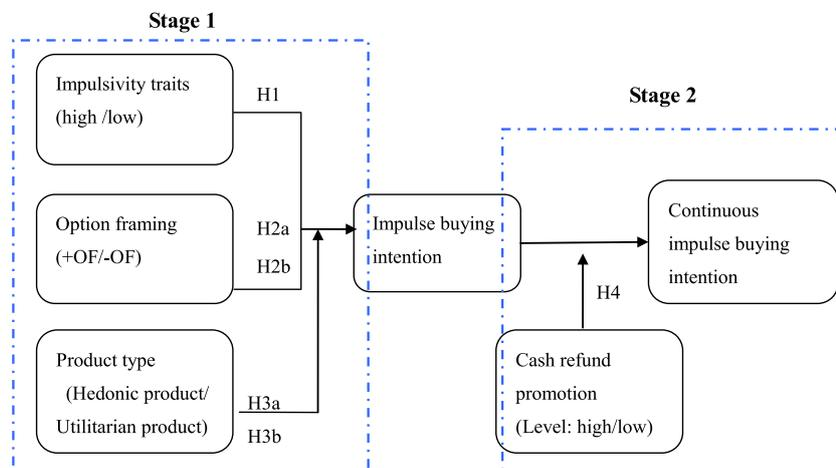 Stage 1
Impulsivity traits
(high /low)
H1
Option framing
(+OF/-OF)
H2a
H2b
Product type
(Hedonic product/
Utilitarian product)
H3a
H3b
Impulse buying
intention
Stage 2
Continuous
impulse buying
intention
H4
Cash refund
promotion
(Level: high/low)